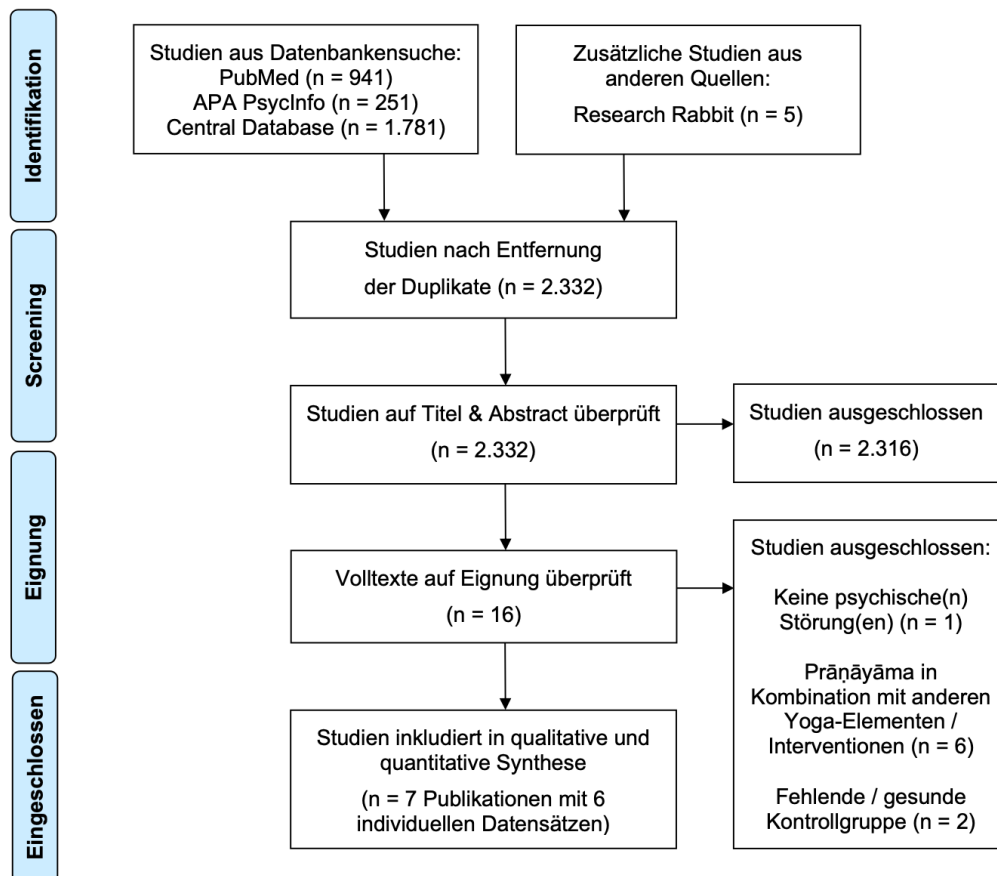 Identifikation
Studien aus Datenbankensuche:
PubMed (n = 941)
APA PsycInfo (n = 251)
Central Database (n = 1.781)
Zusätzliche Studien aus
anderen Quellen:
Research Rabbit (n = 5)
Screening
Studien nach Entfernung
der Duplikate (n = 2.332)
Studien auf Titel & Abstract überprüft
(n = 2.332)
Studien ausgeschlossen
(n = 2.316)
Eignung
Volltexte auf Eignung überprüft
(n = 16)
Studien ausgeschlossen:
Keine psychische(n)
Störung(en) (n = 1)
Prāṇāyāma in
Kombination mit anderen
Yoga-Elementen /
Interventionen (n = 6)
Fehlende / gesunde
Kontrollgruppe (n = 2)
Eingeschlossen
Studien inkludiert in qualitative und
quantitative Synthese
(n = 7 Publikationen mit 6
individuellen Datensätzen)